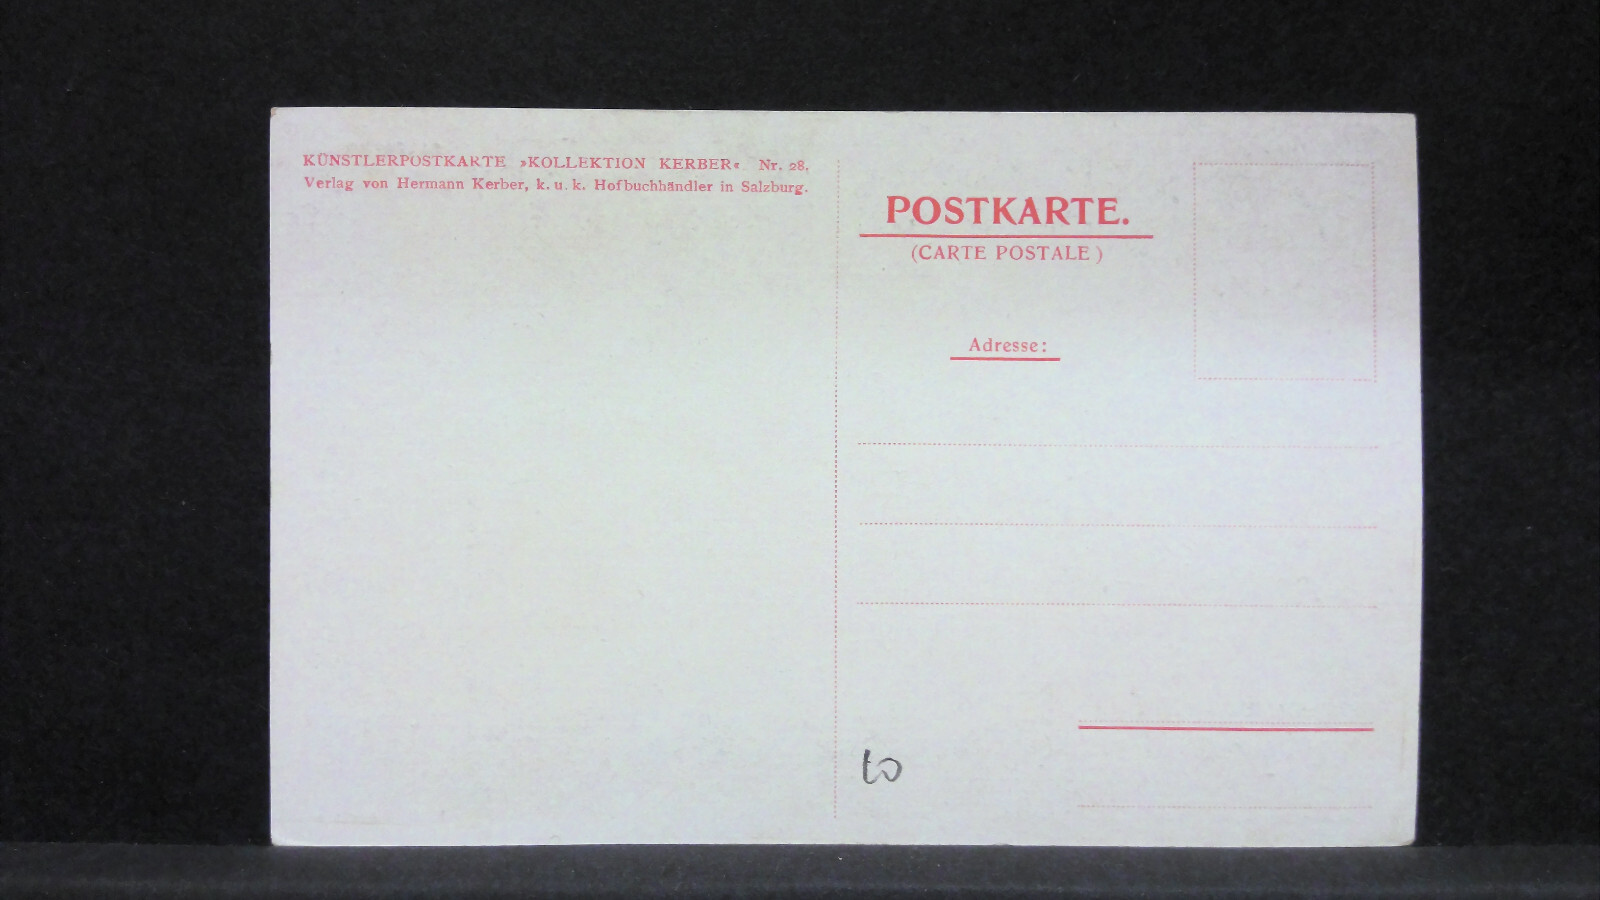 KÜNSTLERPOSTKARTE »KOLLEKTION KERBER« Nr. 28.
Verlag von Hermann Kerber, k. u. k. Hofbuchhändler in Salzburg.
POSTKARTE.
(CARTE POSTALE)
Adresse: